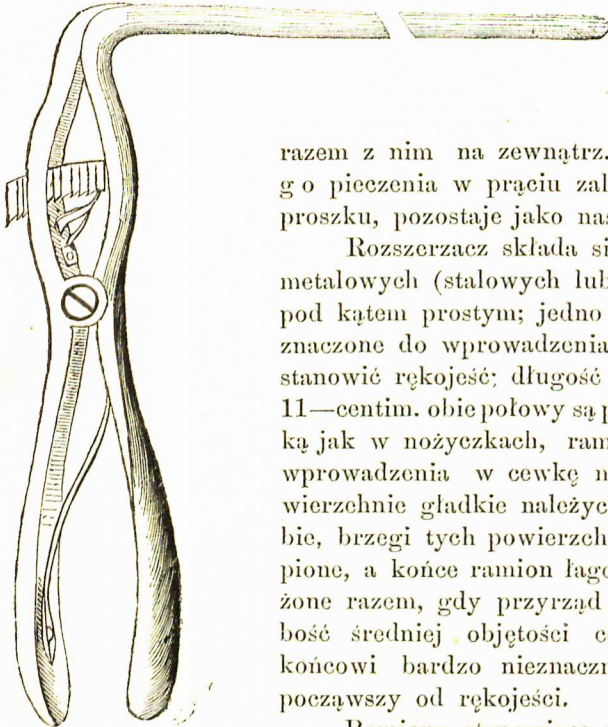 razem z nim na zewnątrz.
go pieczenia w prąciu zal
proszku, pozostaje jako nas
Rozszerzacz składa si
metalowych (stalowych lub
pod kątem prostym; jedno
znaczone do wprowadzenia
stanowić rękojeść; długość
11—centim. obie połowy są p
ką jak w nożyczkach, ram
wprowadzenia w cewkę m
wierzchnie gładkie należyc
bie, brzegi tych powierzch
pione, a końce ramion łago
żone razem, gdy przyrząd
bość średniej objętości c
końcowi bardzo nieznaczn
począwszy od rękojeści.